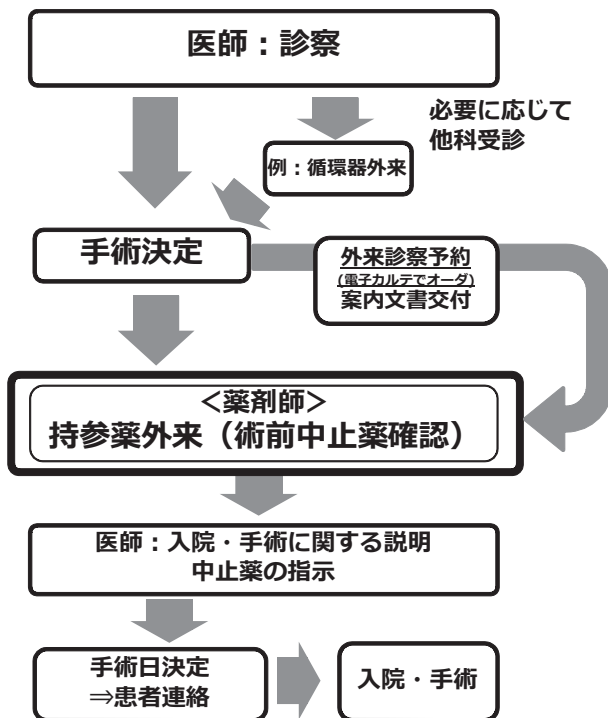 医師：診察
必要に応じて
他科受診
例：循環器外来
手術決定
外来診察予約
(電子カルテでオーダ)
案内文書交付
＜薬剤師＞
持参薬外来（術前中止薬確認）
医師：入院・手術に関する説明
中止薬の指示
手術日決定
⇒患者連絡
入院・手術